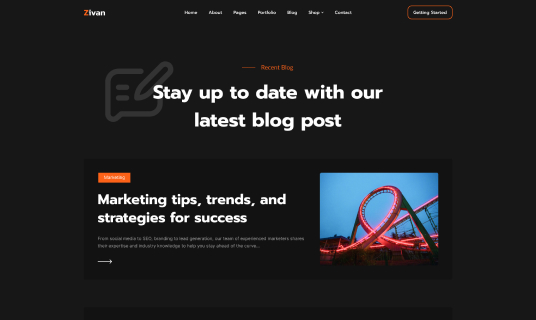 Zivan
Home About Pages Portfolio Blog Shop Contact
Getting Started
Recent Blog
Stay up to date with our
latest blog post
Marketing
Marketing tips, trends, and
strategies for success
From social media to SEO, branding to lead generation, our team of experienced marketers shares
their expertise and industry knowledge to help you stay ahead of the curve...